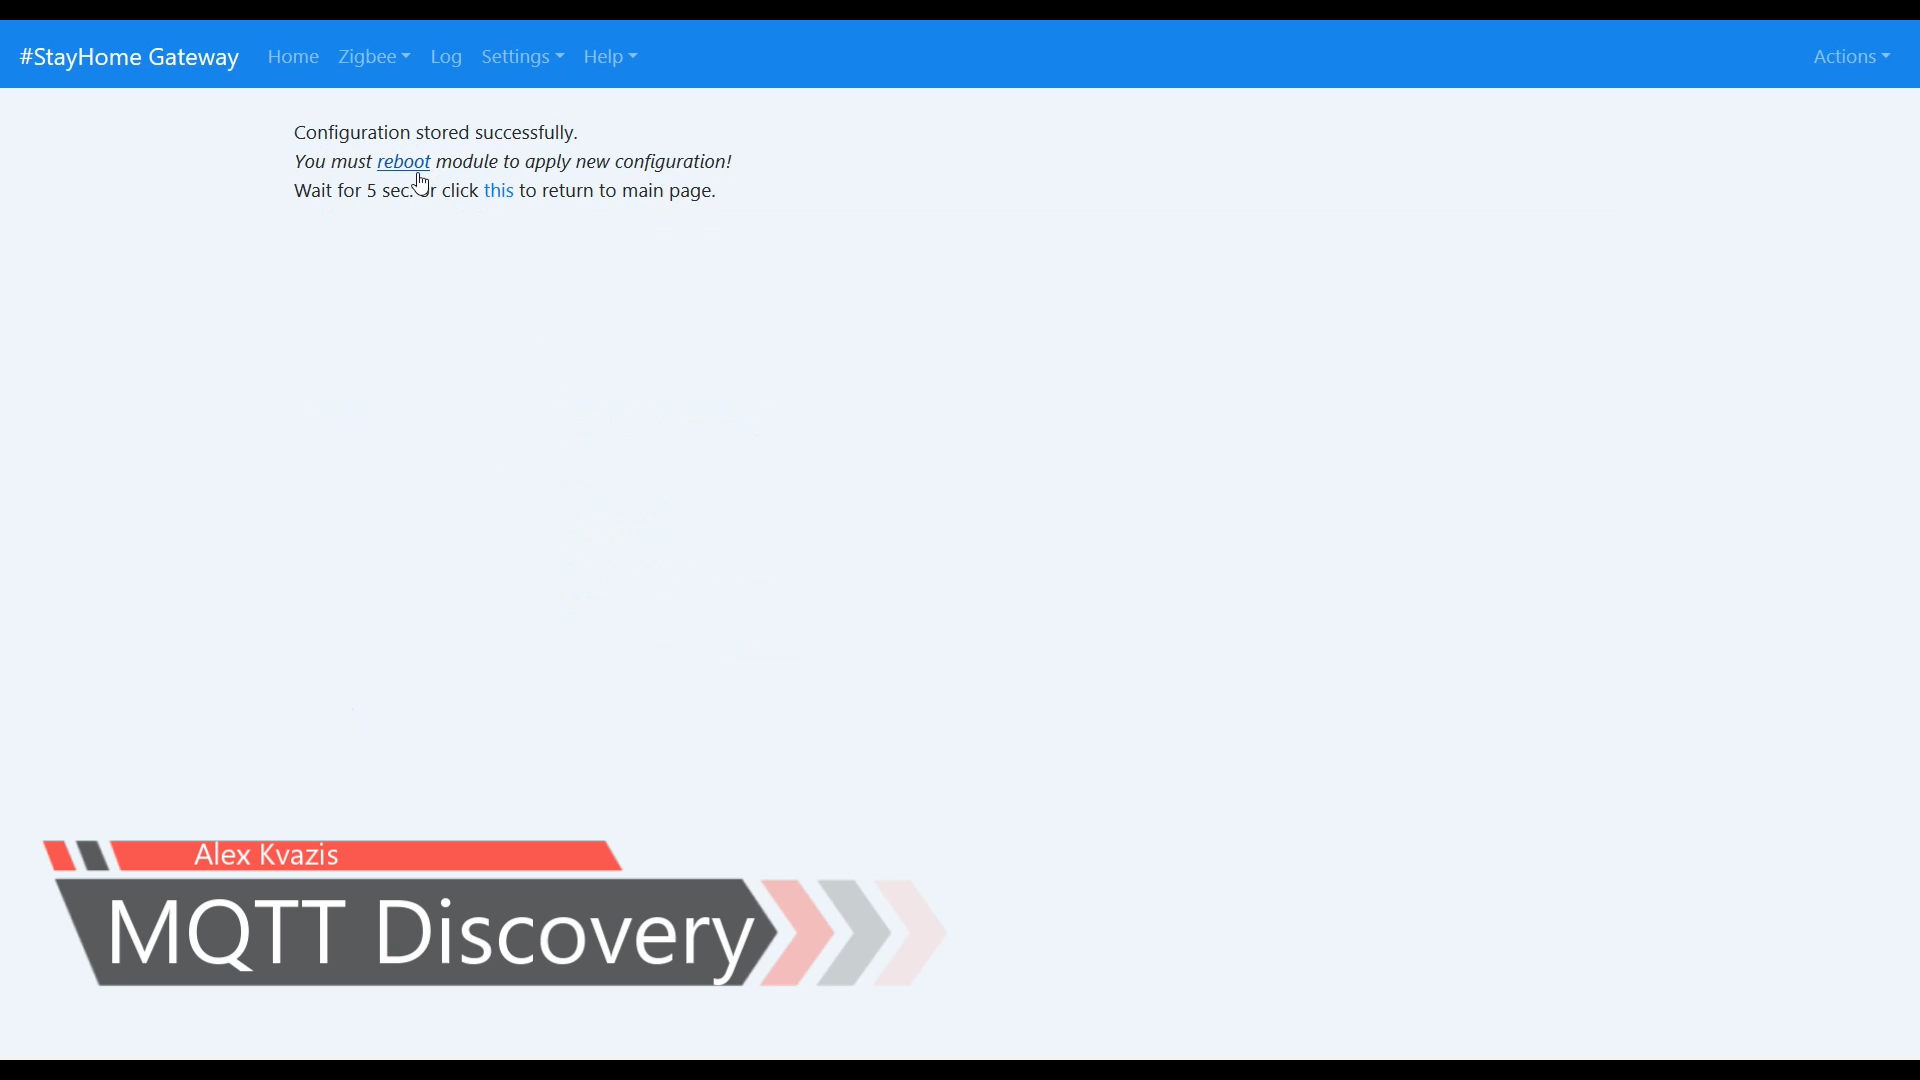 #StayHome Gateway Home Zigbee Log Settings Help Actions
Configuration stored successfully.
You must reboot module to apply new configuration!
Wait for 5 sec. or click this to return to main page.
Alex Kvazis
MQTT Discovery